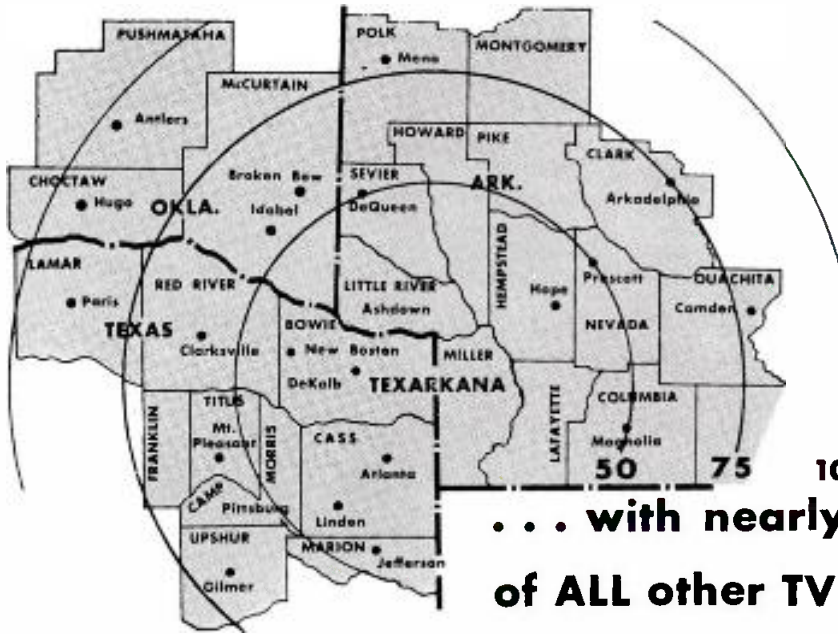 PUSHMATAHA
POLK
Mena
MONTGOMERY
McCURTAIN
Antlers
HOWARD
PIKE
CLARK
CHOCTAW
Broken Bow
SEVIER
ARK.
Hugo
OKLA.
Idabel
DeQueen
Arkadelphia
LAMAR
RED RIVER
LITTLE RIVER
HEMPSTEAD
Prescott
OUACHITA
Paris
Ashdown
Hope
Camden
TEXAS
BOWIE
NEVADA
Clarksville
New Boston
MILLER
DeKalb
TEXARKANA
TITUS
COLUMBIA
FRANKLIN
Mt.
Pleasant
MORRIS
CASS
LAFAYETTE
Magnolia
Atlanta
50
75
10
CAMP
Pittsburg
Linden
. . . with nearly
UPSHUR
MARION
Jefferson
Gilmer
of ALL other TV